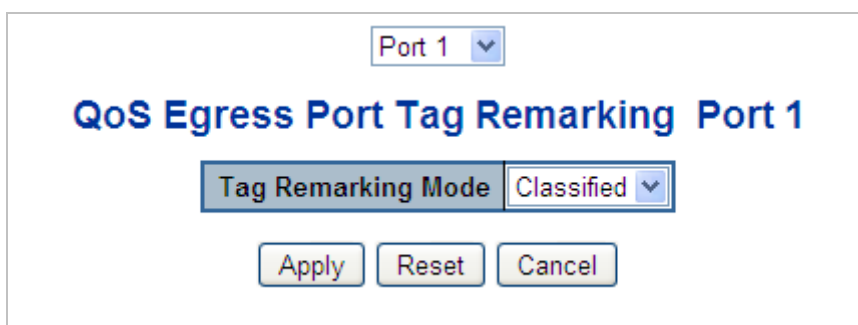 Port 1
QoS Egress Port Tag Remarking Port 1
Tag Remarking Mode Classified
Apply Reset Cancel